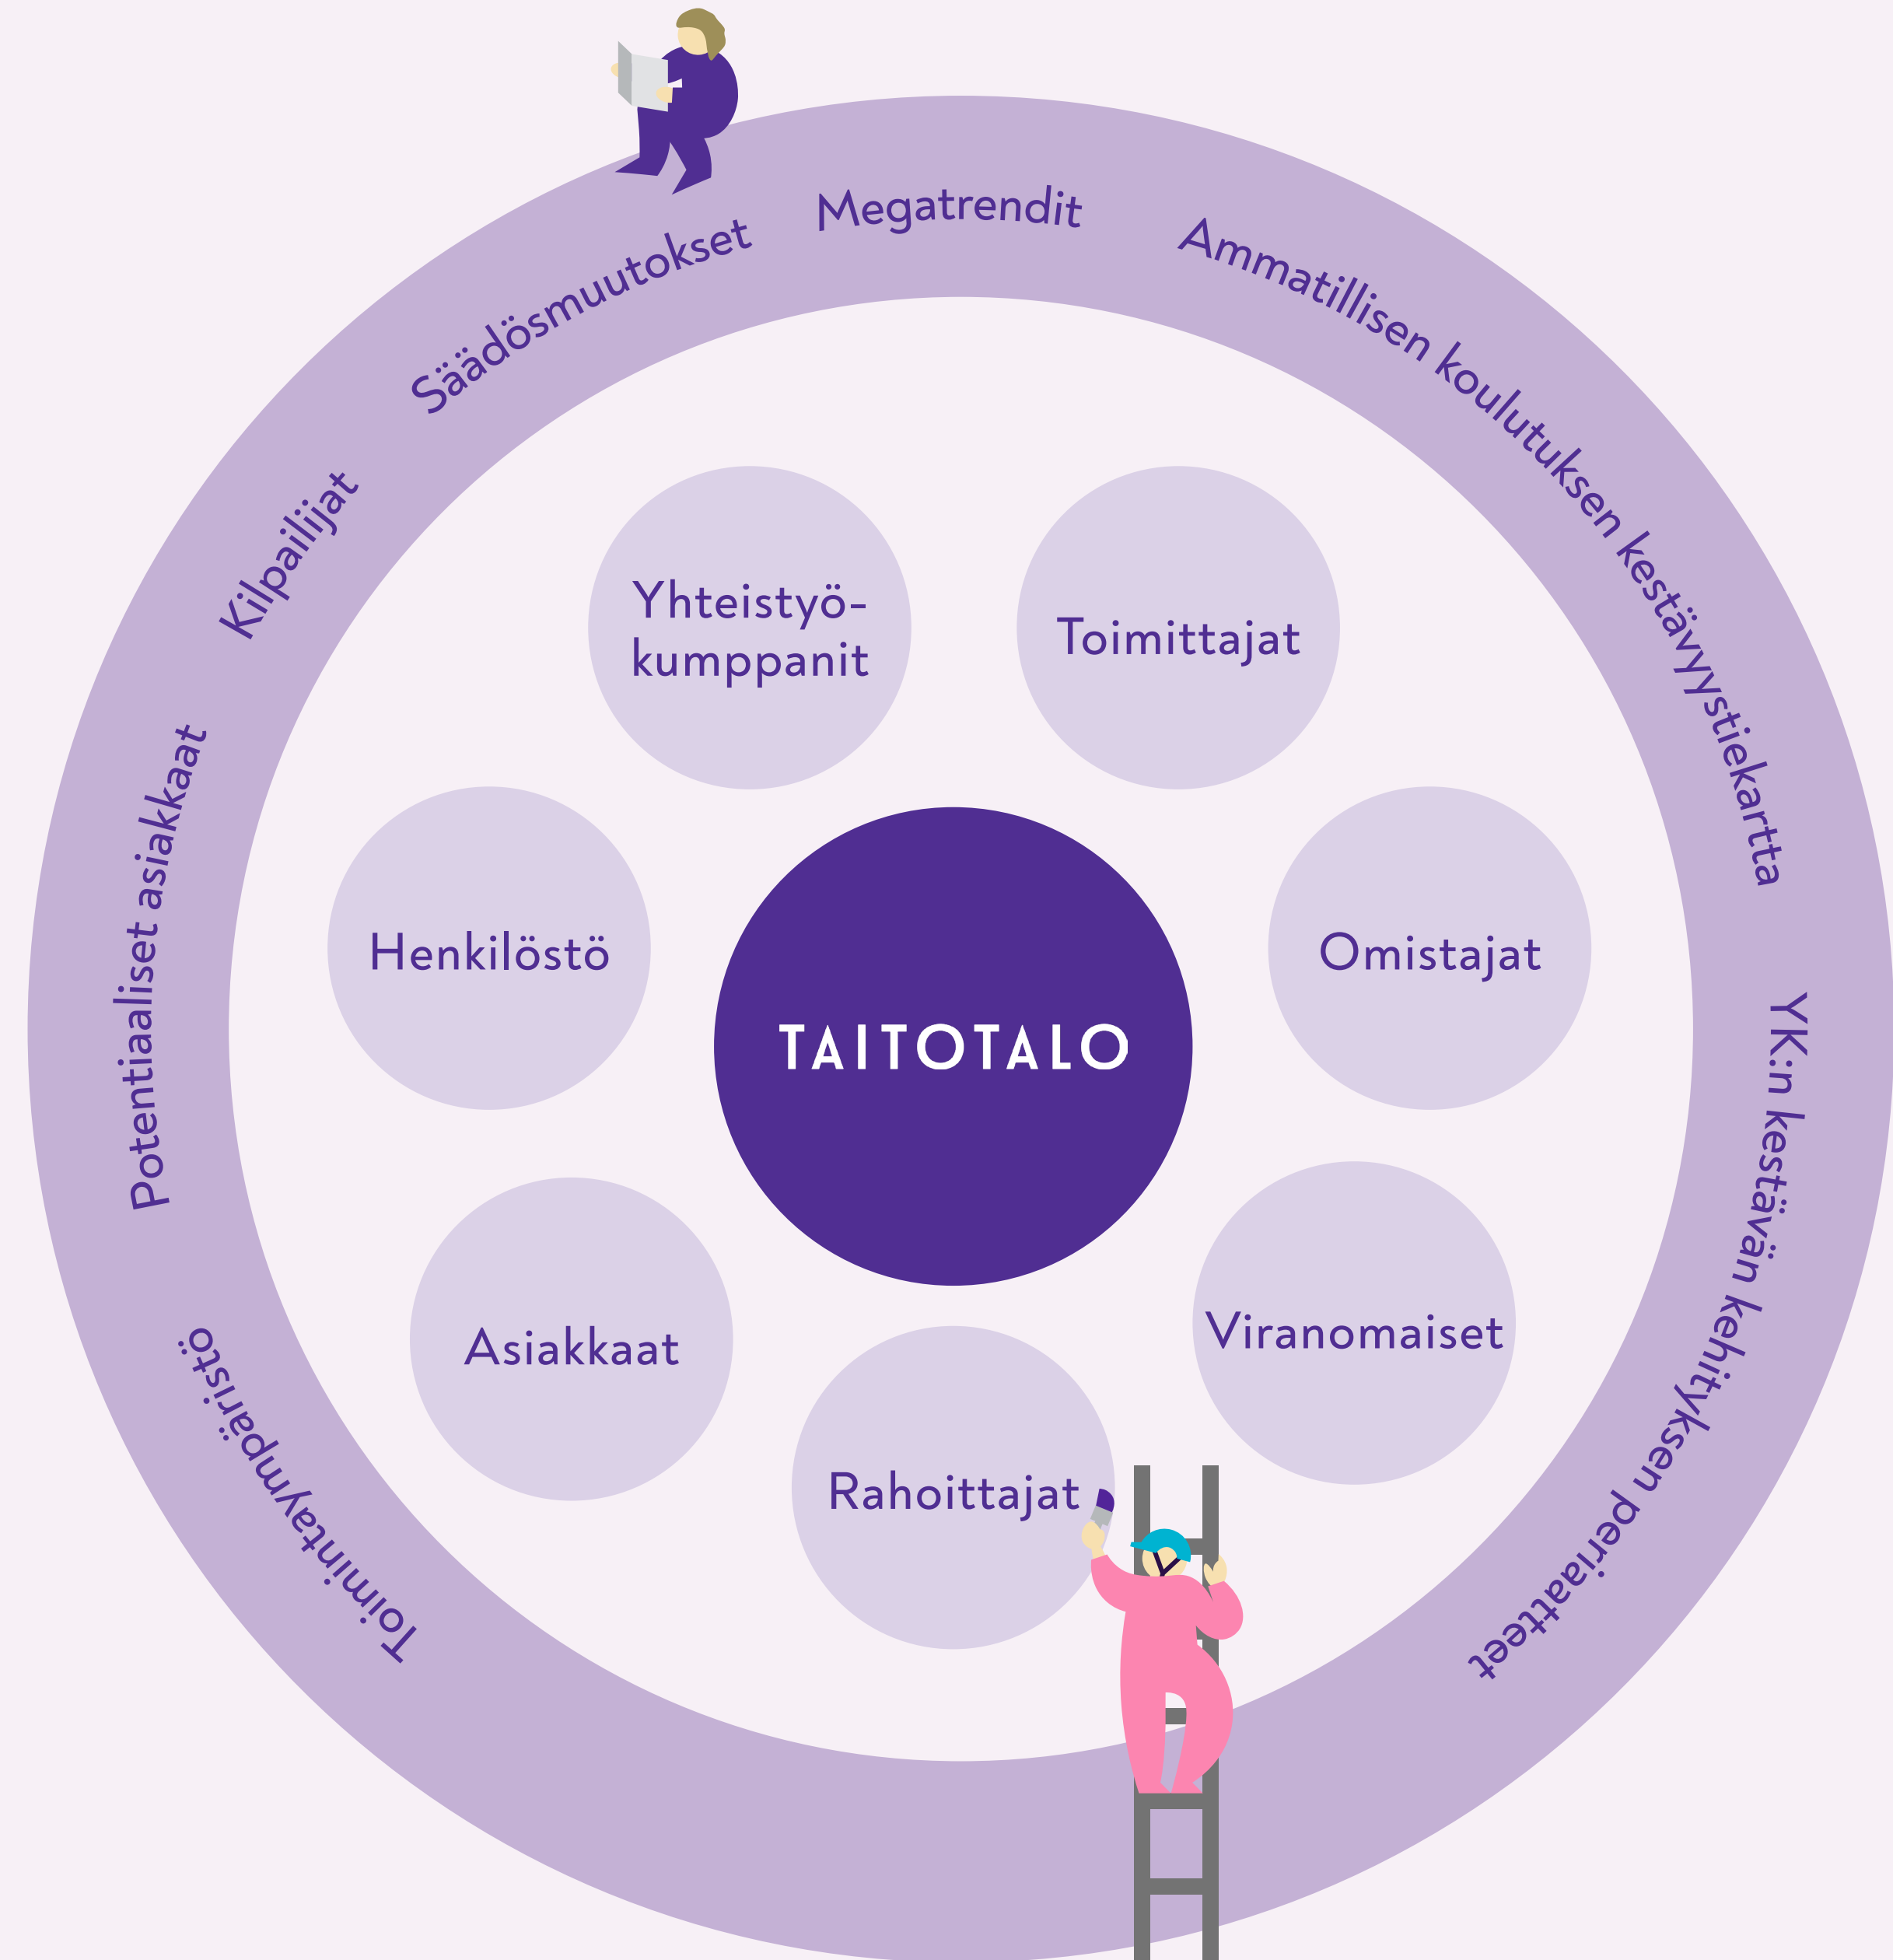 Toimintaympäristö
Potentiaaliset asiakkaat
Kilpailijat
Säädösmuutokset
Megatrendit
Ammatillisen koulutuksen kestävyystiekartta
YK:n kestävän kehityksen periaatteet
Yhteistyö-
kumppanit
Toimittajat
Henkilöstö
Omistajat
TAITOTALO
Asiakkaat
Viranomaiset
Rahoittajat